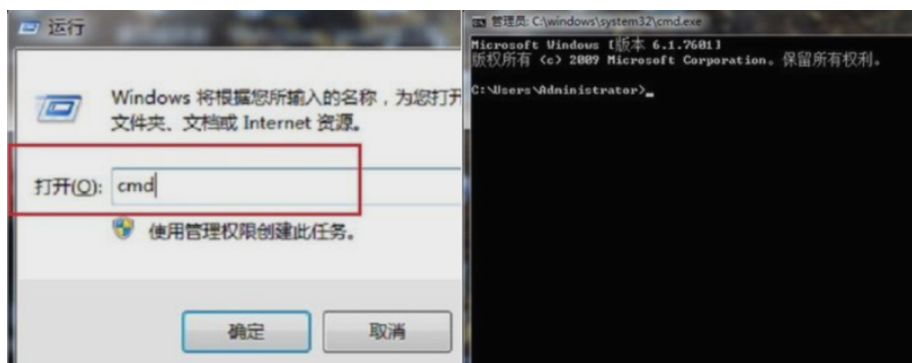 运行
Windows 将根据您所输入的名称，为您打开
文件夹、文档或 Internet 资源。
打开(O): cmd
使用管理权限创建此任务。
确定
取消
管理员: C:\windows\system32\cmd.exe
Microsoft Windows [版本 6.1.7601]
版权所有 (c) 2009 Microsoft Corporation。保留所有权利。
C:\Users\Administrator>_